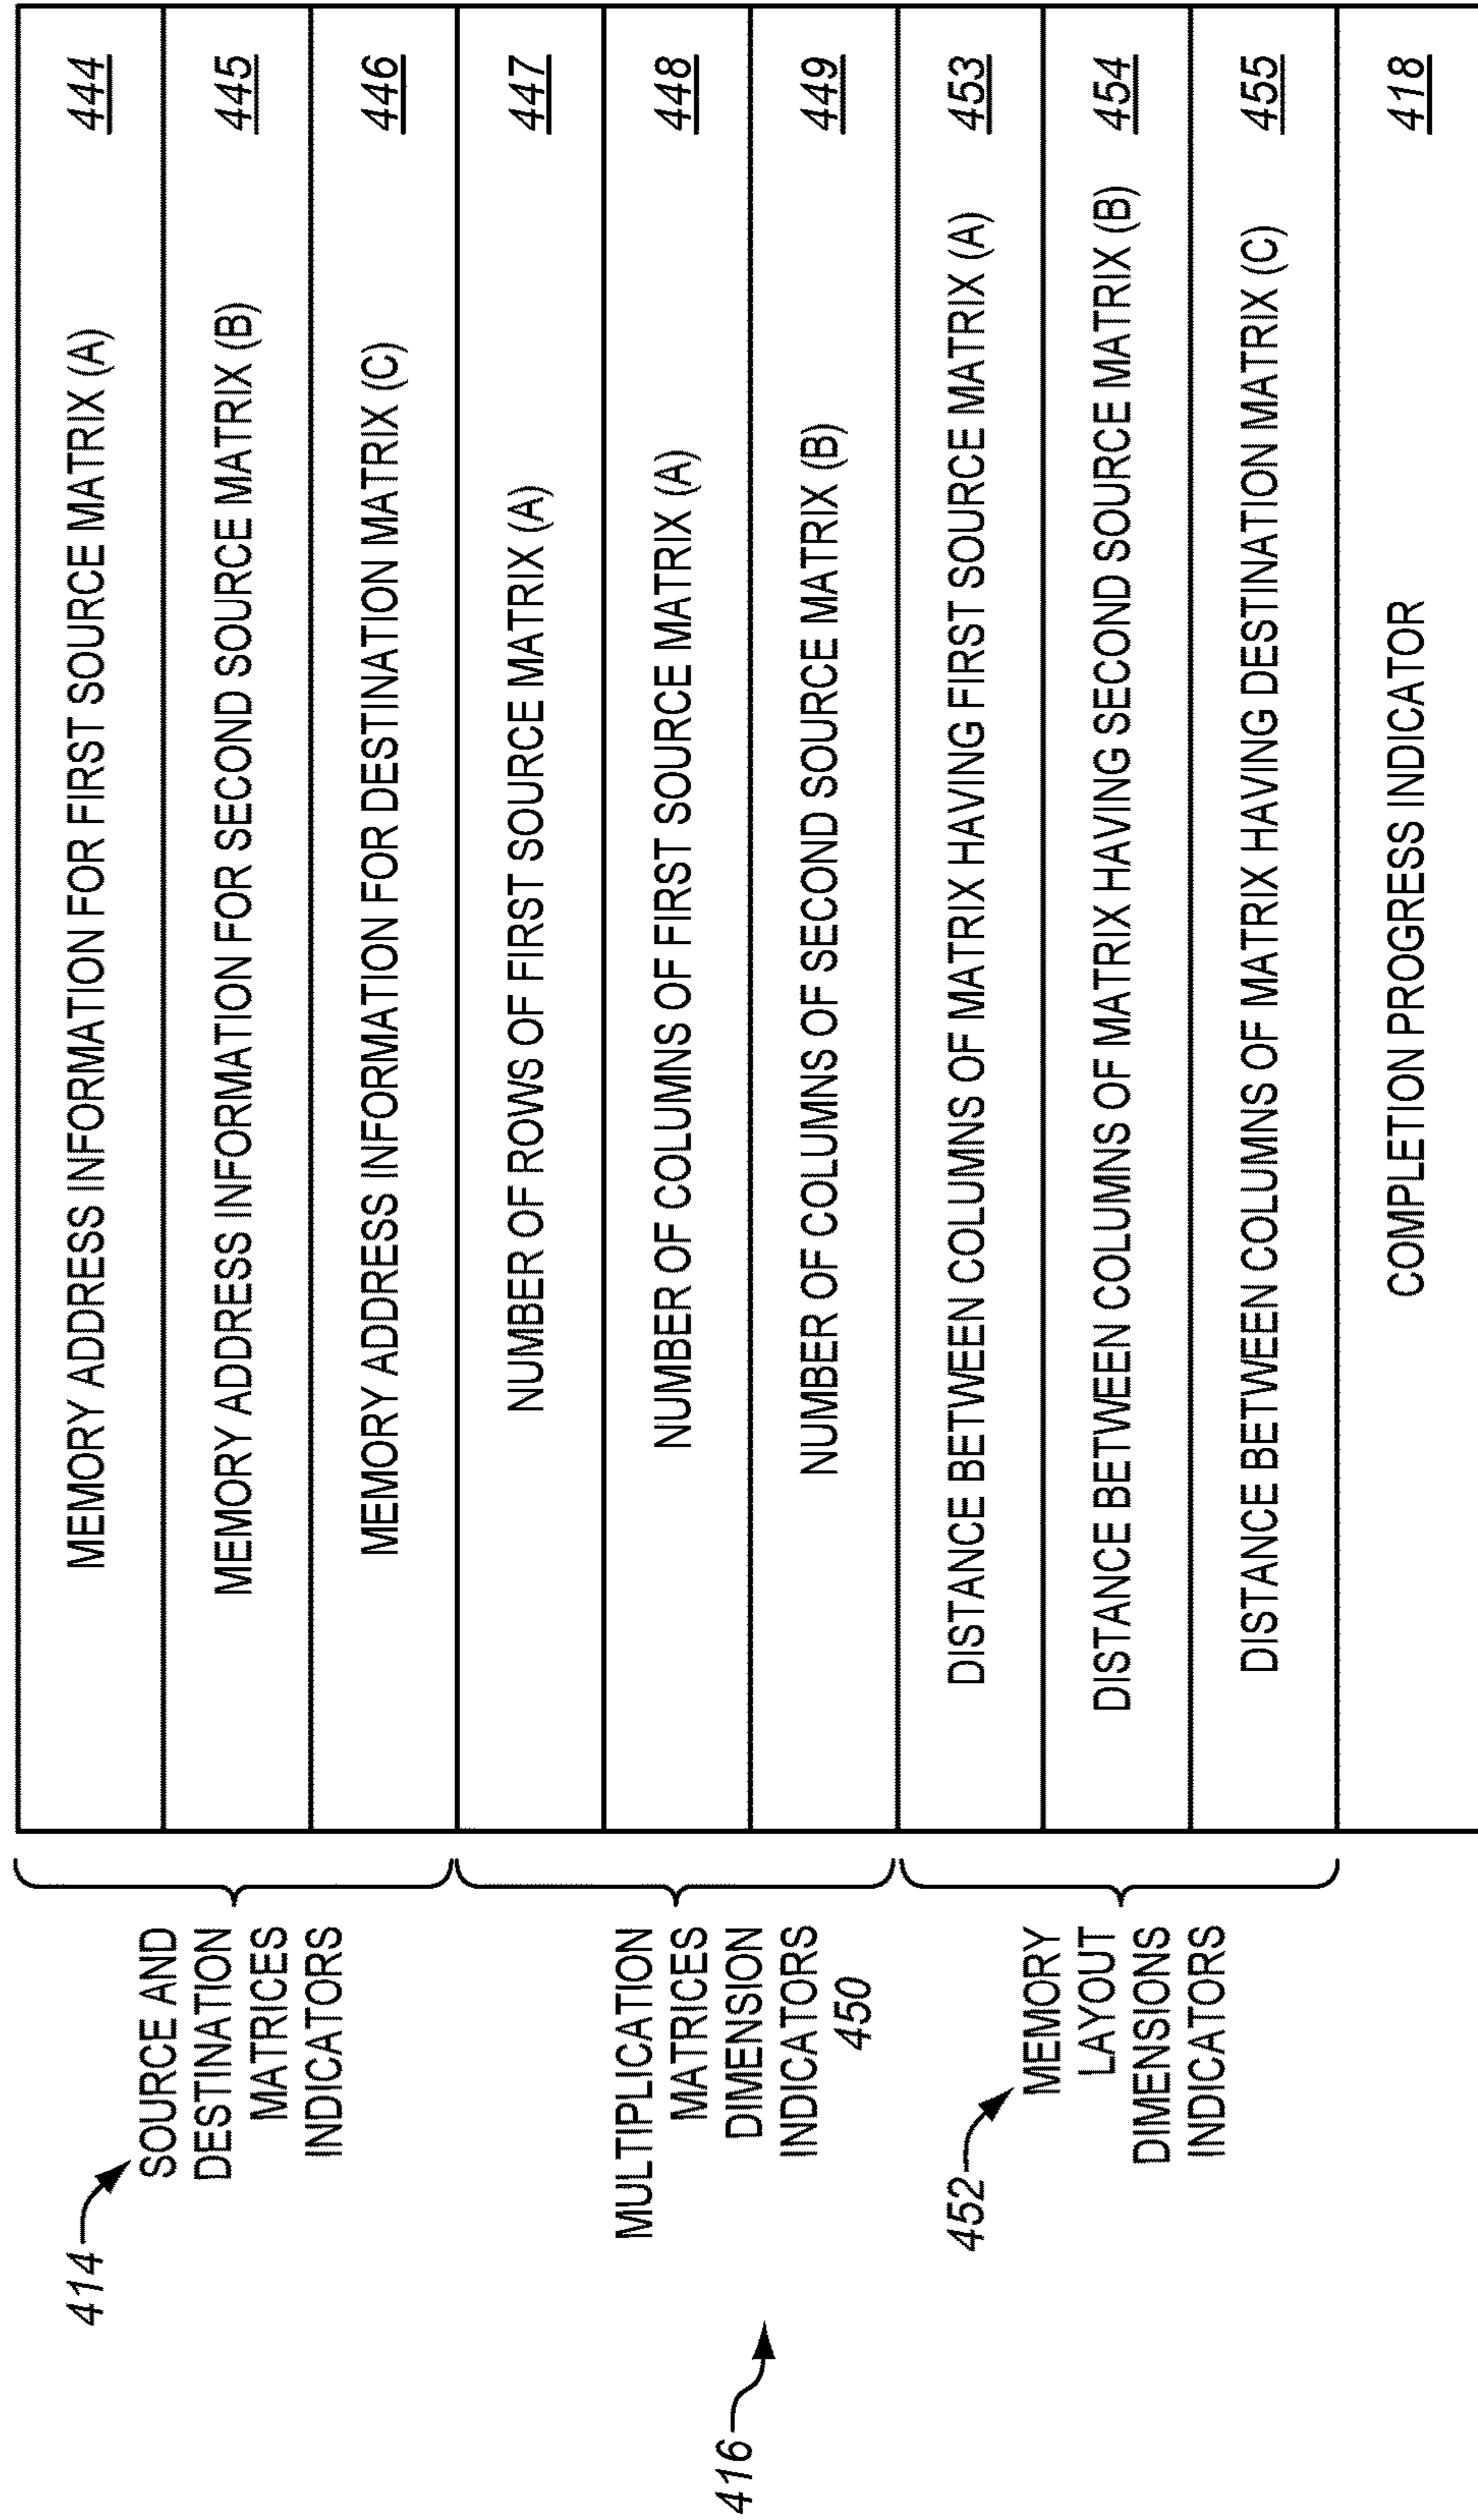 414
SOURCE AND
DESTINATION
MATRICES
INDICATORS
MEMORY ADDRESS INFORMATION FOR FIRST SOURCE MATRIX (A) 444
MEMORY ADDRESS INFORMATION FOR SECOND SOURCE MATRIX (B) 445
MEMORY ADDRESS INFORMATION FOR DESTINATION MATRIX (C) 446
416
MULTIPLICATION
MATRICES
DIMENSION
INDICATORS
450
NUMBER OF ROWS OF FIRST SOURCE MATRIX (A) 447
NUMBER OF COLUMNS OF FIRST SOURCE MATRIX (A) 448
NUMBER OF COLUMNS OF SECOND SOURCE MATRIX (B) 449
452
MEMORY
LAYOUT
DIMENSIONS
INDICATORS
DISTANCE BETWEEN COLUMNS OF MATRIX HAVING FIRST SOURCE MATRIX (A) 453
DISTANCE BETWEEN COLUMNS OF MATRIX HAVING SECOND SOURCE MATRIX (B) 454
DISTANCE BETWEEN COLUMNS OF MATRIX HAVING DESTINATION MATRIX (C) 455
COMPLETION PROGRESS INDICATOR 418